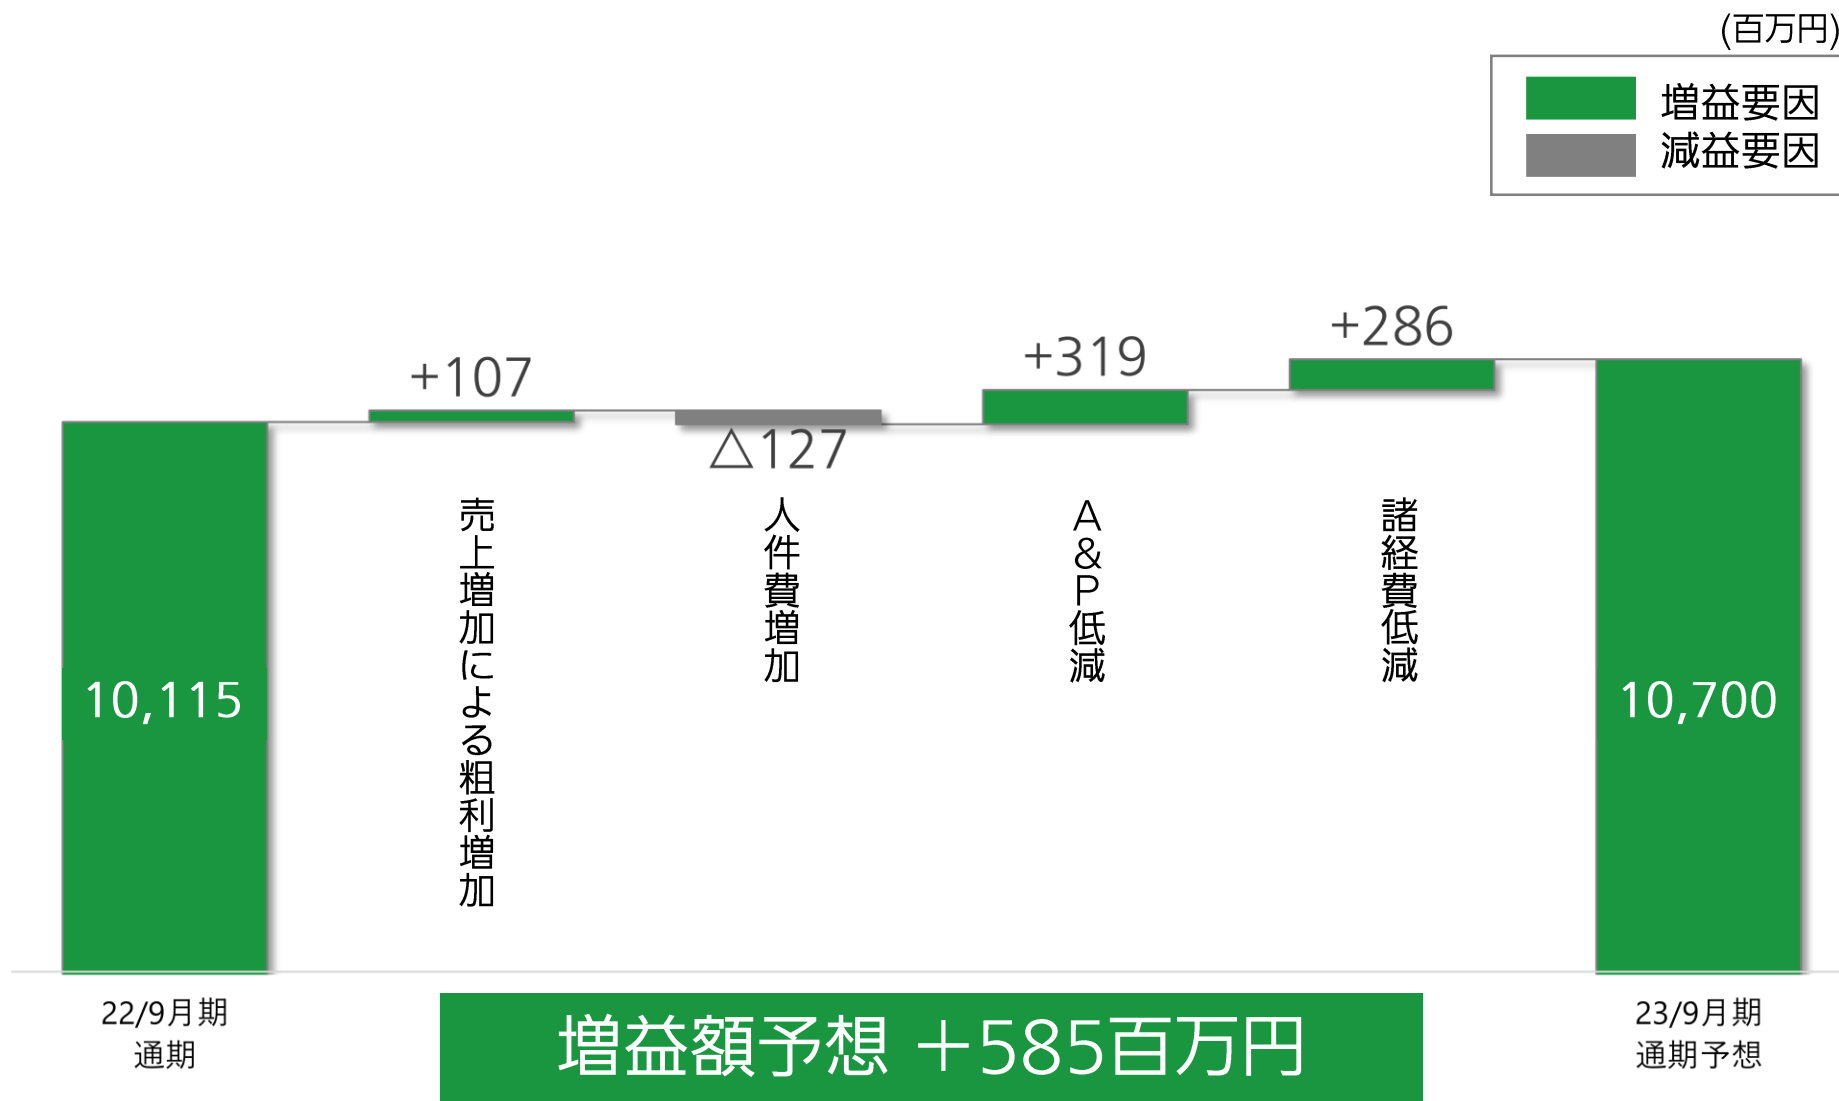 (百万円)
増益要因
減益要因
+107
△127
+319
+286
10,115
売上増加による粗利増加
人件費増加
A&P低減
諸経費低減
10,700
22/9月期
通期
増益額予想 +585百万円
23/9月期
通期予想